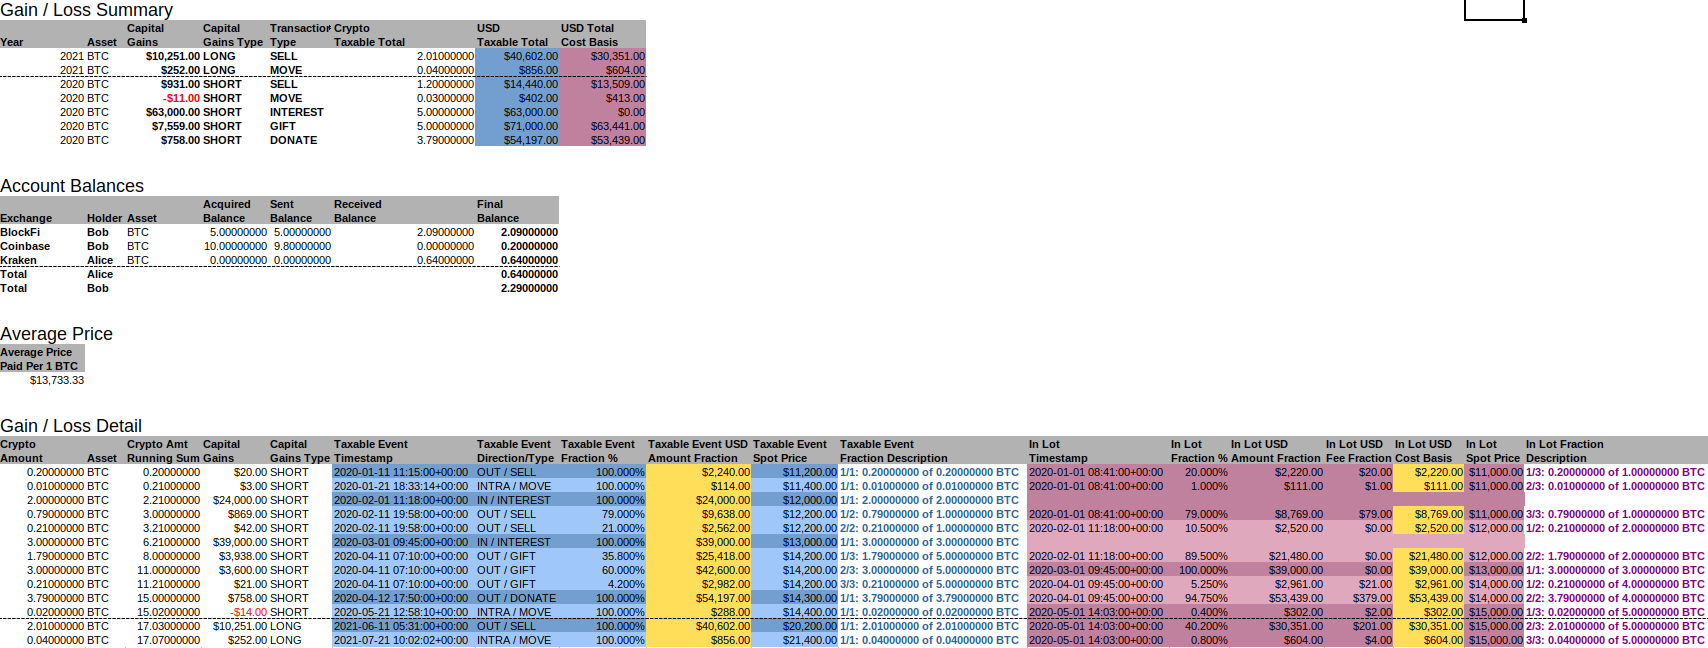 Gain / Loss Summary
Capital Capital Transaction Crypto USD USD Total
Year Asset Gains Gains Type Type Taxable Total Taxable Total Cost Basis
2021 BTC $10,251.00 LONG SELL 2.01000000 $40,602.00 $30,351.00
2021 BTC $252.00 LONG MOVE 0.04000000 $856.00 $604.00
2020 BTC $931.00 SHORT SELL 1.20000000 $14,440.00 $13,509.00
2020 BTC -$11.00 SHORT MOVE 0.03000000 $402.00 $413.00
2020 BTC $63,000.00 SHORT INTEREST 5.00000000 $63,000.00 $0.00
2020 BTC $7,559.00 SHORT GIFT 5.00000000 $71,000.00 $63,441.00
2020 BTC $758.00 SHORT DONATE 3.79000000 $54,197.00 $53,439.00
Account Balances
Acquired Sent Received Final
Exchange Holder Asset Balance Balance Balance Balance
BlockFi Bob BTC 5.00000000 5.00000000 2.09000000 2.09000000
Coinbase Bob BTC 10.00000000 9.80000000 0.00000000 0.20000000
Kraken Alice BTC 0.00000000 0.00000000 0.64000000 0.64000000
Total Alice 0.64000000
Total Bob 2.29000000
Average Price
Average Price
Paid Per 1 BTC
$13,733.33
Gain / Loss Detail
Crypto Crypto Amt Capital Capital Taxable Event Taxable Event Taxable Event Taxable Event USD Taxable Event Taxable Event In Lot In Lot In Lot USD In Lot USD In Lot USD In Lot In Lot Fraction
Amount Asset Running Sum Gains Gains Type Timestamp Direction/Type Fraction % Amount Fraction Spot Price Fraction Description Timestamp Fraction % Amount Fraction Fee Fraction Cost Basis Spot Price Description
0.20000000 BTC 0.20000000 $20.00 SHORT 2020-01-11 11:15:00+00:00 OUT / SELL 100.000% $2,240.00 $11,200.00 1/1: 0.20000000 of 0.20000000 BTC 2020-01-01 08:41:00+00:00 20.000% $2,220.00 $20.00 $2,220.00 $11,000.00 1/3: 0.20000000 of 1.00000000 BTC
0.01000000 BTC 0.21000000 $3.00 SHORT 2020-01-21 18:33:14+00:00 INTRA / MOVE 100.000% $114.00 $11,400.00 1/1: 0.01000000 of 0.01000000 BTC 2020-01-01 08:41:00+00:00 1.000% $111.00 $1.00 $111.00 $11,000.00 2/3: 0.01000000 of 1.00000000 BTC
2.00000000 BTC 2.21000000 $24,000.00 SHORT 2020-02-01 11:18:00+00:00 IN / INTEREST 100.000% $24,000.00 $12,000.00 1/1: 2.00000000 of 2.00000000 BTC
0.79000000 BTC 3.00000000 $869.00 SHORT 2020-02-11 19:58:00+00:00 OUT / SELL 79.000% $9,638.00 $12,200.00 1/2: 0.79000000 of 1.00000000 BTC 2020-01-01 08:41:00+00:00 79.000% $8,769.00 $79.00 $8,769.00 $11,000.00 3/3: 0.79000000 of 1.00000000 BTC
0.21000000 BTC 3.21000000 $42.00 SHORT 2020-02-11 19:58:00+00:00 OUT / SELL 21.000% $2,562.00 $12,200.00 2/2: 0.21000000 of 1.00000000 BTC 2020-02-01 11:18:00+00:00 10.500% $2,520.00 $0.00 $2,520.00 $12,000.00 1/2: 0.21000000 of 2.00000000 BTC
3.00000000 BTC 6.21000000 $39,000.00 SHORT 2020-03-01 09:45:00+00:00 IN / INTEREST 100.000% $39,000.00 $13,000.00 1/1: 3.00000000 of 3.00000000 BTC
1.79000000 BTC 8.00000000 $3,938.00 SHORT 2020-04-11 07:10:00+00:00 OUT / GIFT 35.800% $25,418.00 $14,200.00 1/3: 1.79000000 of 5.00000000 BTC 2020-02-01 11:18:00+00:00 89.500% $21,480.00 $0.00 $21,480.00 $12,000.00 2/2: 1.79000000 of 2.00000000 BTC
3.00000000 BTC 11.00000000 $3,600.00 SHORT 2020-04-11 07:10:00+00:00 OUT / GIFT 60.000% $42,600.00 $14,200.00 2/3: 3.00000000 of 5.00000000 BTC 2020-03-01 09:45:00+00:00 100.000% $39,000.00 $0.00 $39,000.00 $13,000.00 1/1: 3.00000000 of 3.00000000 BTC
0.21000000 BTC 11.21000000 $21.00 SHORT 2020-04-11 07:10:00+00:00 OUT / GIFT 4.200% $2,982.00 $14,200.00 3/3: 0.21000000 of 5.00000000 BTC 2020-04-01 09:45:00+00:00 5.250% $2,961.00 $21.00 $2,961.00 $14,000.00 1/2: 0.21000000 of 4.00000000 BTC
3.79000000 BTC 15.00000000 $758.00 SHORT 2020-04-12 17:50:00+00:00 OUT / DONATE 100.000% $54,197.00 $14,300.00 1/1: 3.79000000 of 3.79000000 BTC 2020-04-01 09:45:00+00:00 94.750% $53,439.00 $379.00 $53,439.00 $14,000.00 2/2: 3.79000000 of 4.00000000 BTC
0.02000000 BTC 15.02000000 -$14.00 SHORT 2020-05-21 12:58:10+00:00 INTRA / MOVE 100.000% $288.00 $14,400.00 1/1: 0.02000000 of 0.02000000 BTC 2020-05-01 14:03:00+00:00 0.400% $302.00 $2.00 $302.00 $15,000.00 1/3: 0.02000000 of 5.00000000 BTC
2.01000000 BTC 17.03000000 $10,251.00 LONG 2021-06-11 05:31:00+00:00 OUT / SELL 100.000% $40,602.00 $20,200.00 1/1: 2.01000000 of 2.01000000 BTC 2020-05-01 14:03:00+00:00 40.200% $30,351.00 $201.00 $30,351.00 $15,000.00 2/3: 2.01000000 of 5.00000000 BTC
0.04000000 BTC 17.07000000 $252.00 LONG 2021-07-21 10:02:02+00:00 INTRA / MOVE 100.000% $856.00 $21,400.00 1/1: 0.04000000 of 0.04000000 BTC 2020-05-01 14:03:00+00:00 0.800% $604.00 $4.00 $604.00 $15,000.00 3/3: 0.04000000 of 5.00000000 BTC